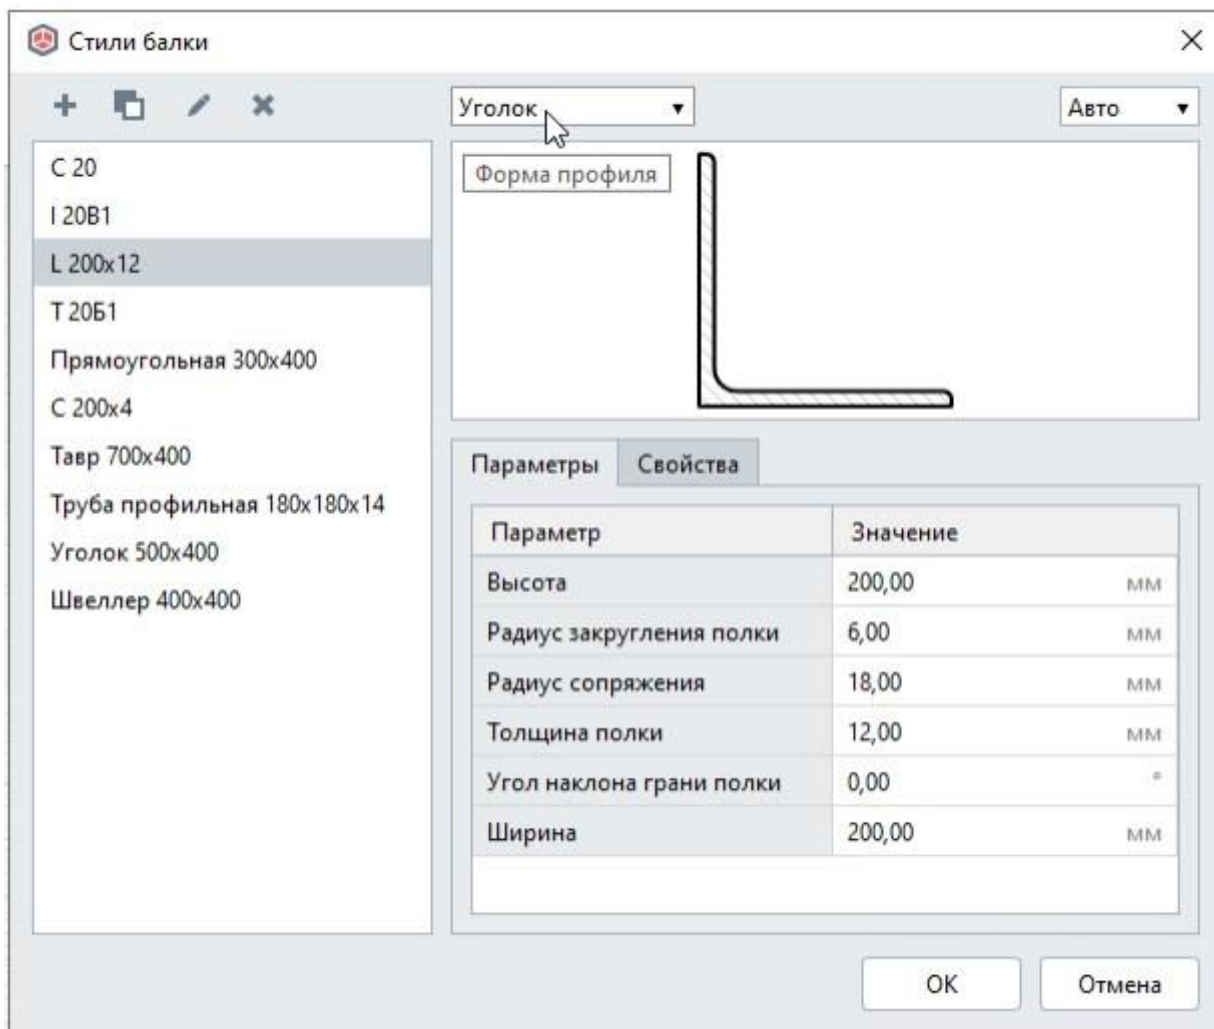 Стили балки
Уголок
Авто
Форма профиля
C 20
I 20В1
L 200x12
Т 20Б1
Прямоугольная 300x400
C 200x4
Тавр 700x400
Труба профильная 180x180x14
Уголок 500x400
Швеллер 400x400
Параметры Свойства
Параметр Значение
Высота 200,00 мм
Радиус закругления полки 6,00 мм
Радиус сопряжения 18,00 мм
Толщина полки 12,00 мм
Угол наклона грани полки 0,00 °
Ширина 200,00 мм
ОК Отмена